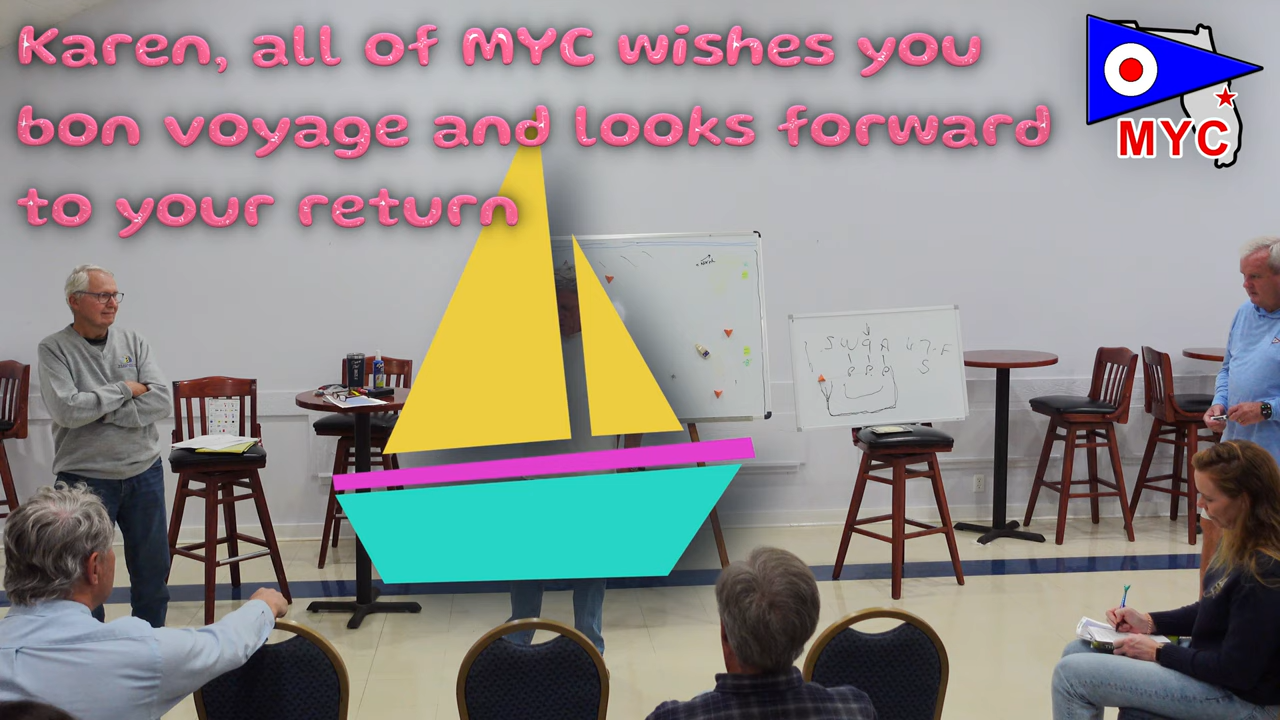 Karen, all of MYC wishes you
bon voyage and looks forward
to your return
MYC